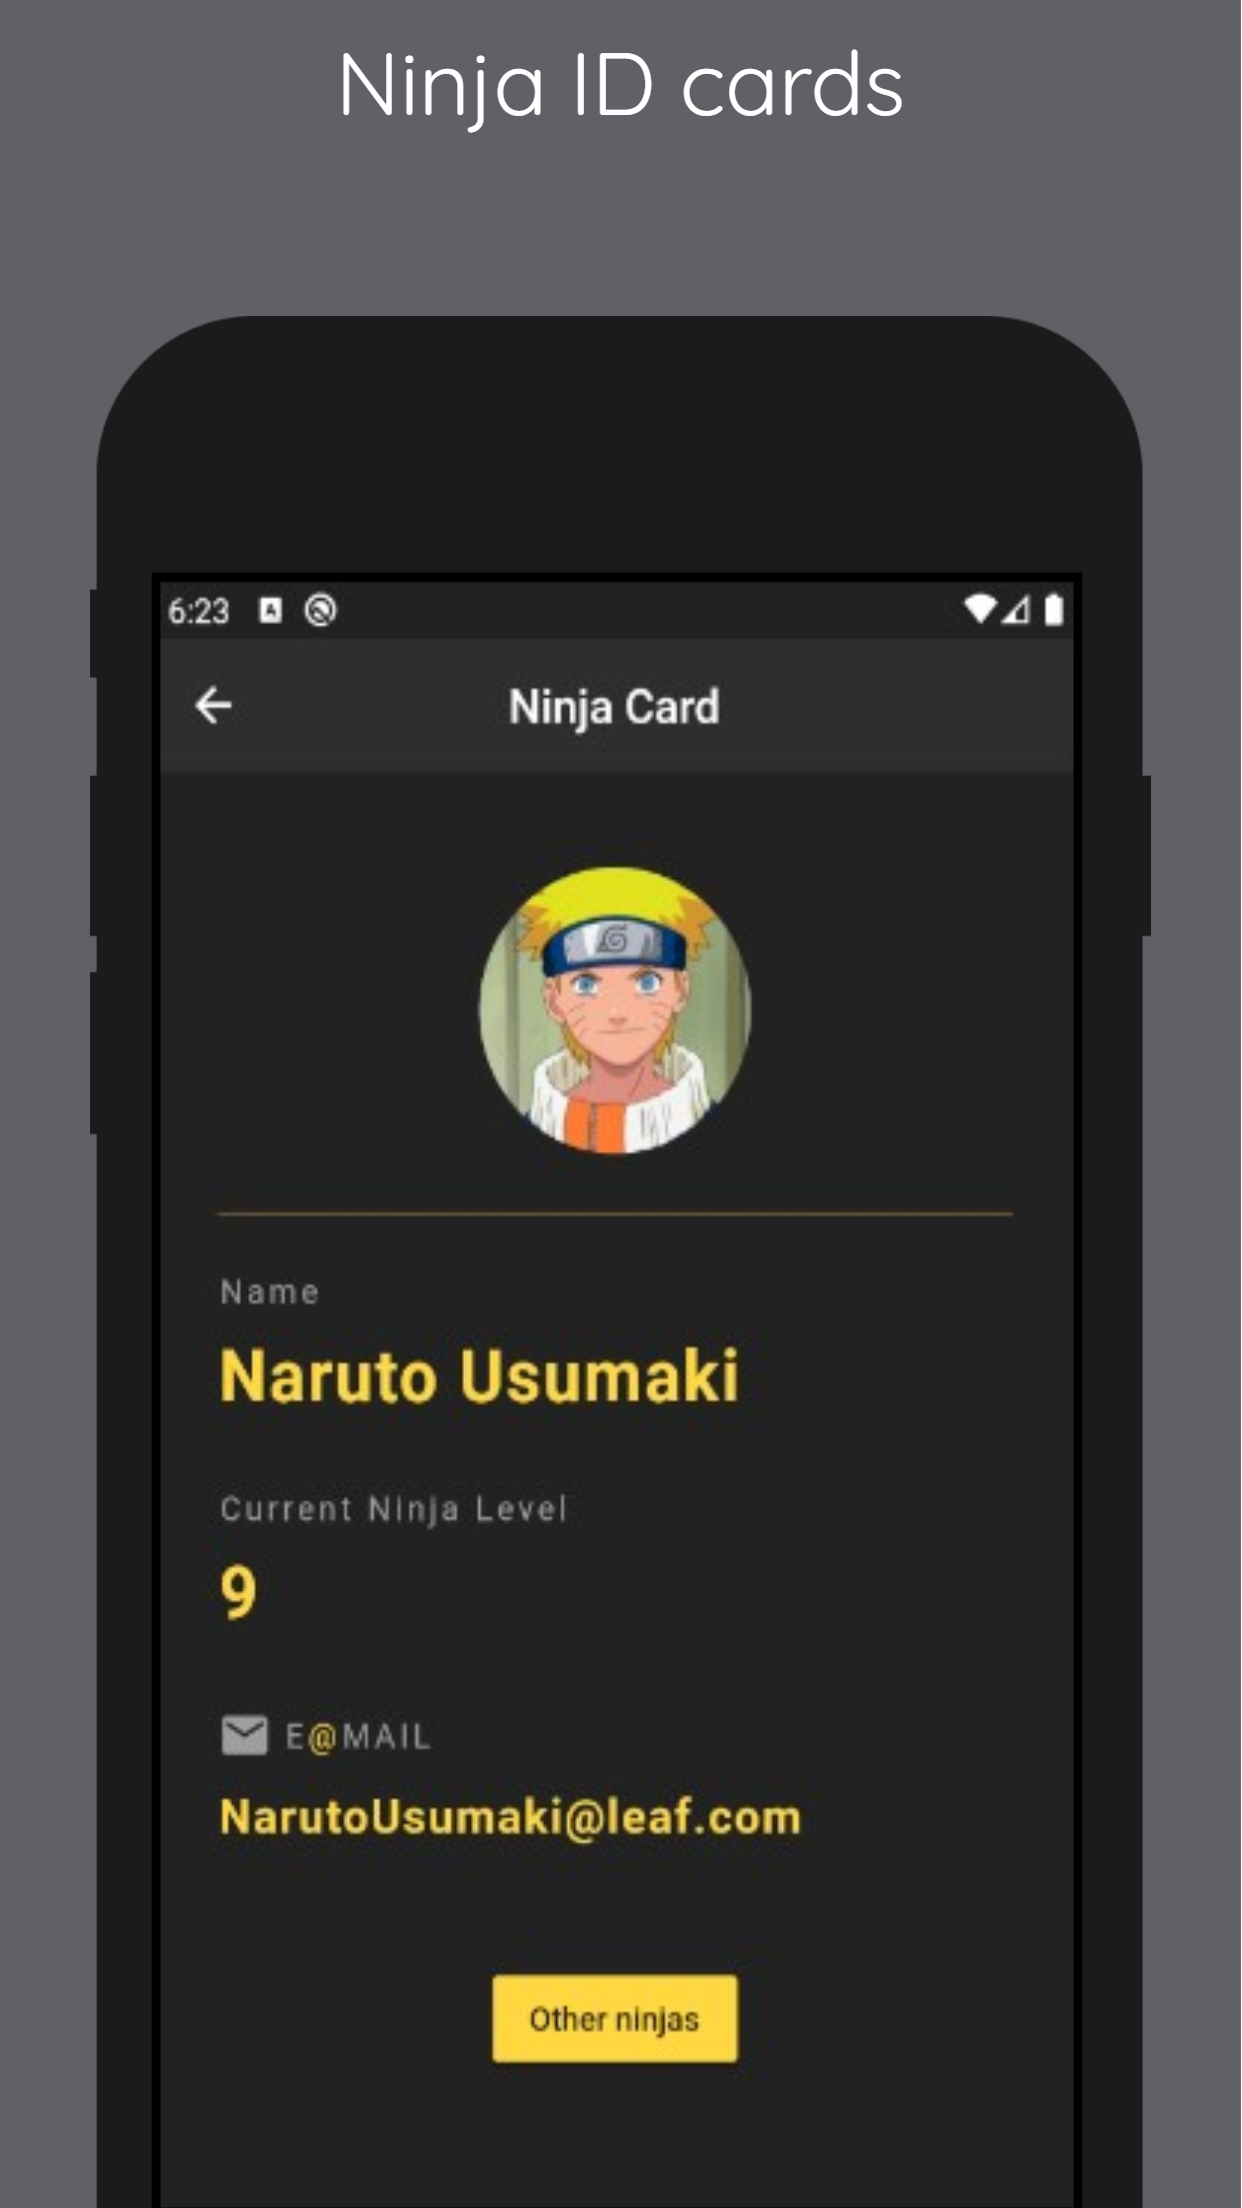 Ninja ID cards
6:23
Ninja Card
Name
Naruto Usumaki
Current Ninja Level
9
E@MAIL
NarutoUsumaki@leaf.com
Other ninjas